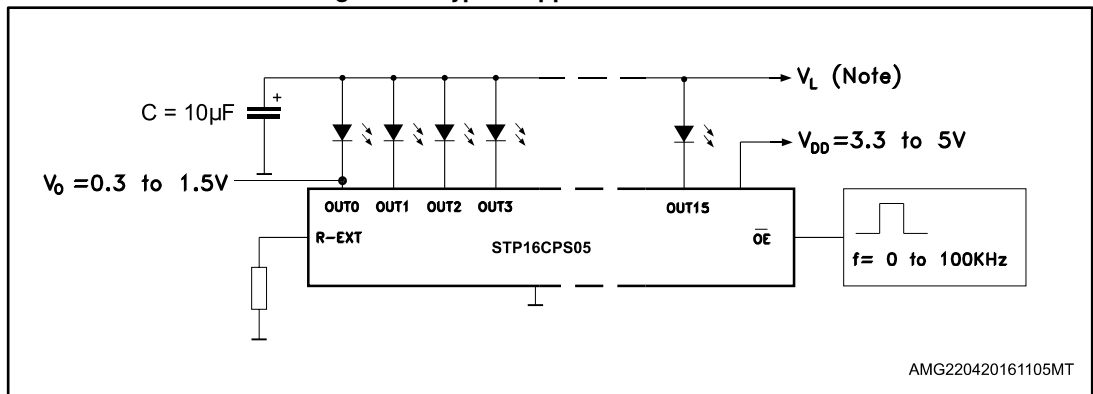 V_L (Note)
C = 10µF
+
V_DD=3.3 to 5V
V_O =0.3 to 1.5V
OUT0 OUT1 OUT2 OUT3 OUT15
R-EXT
STP16CPS05
OE
f= 0 to 100KHz
AMG220420161105MT